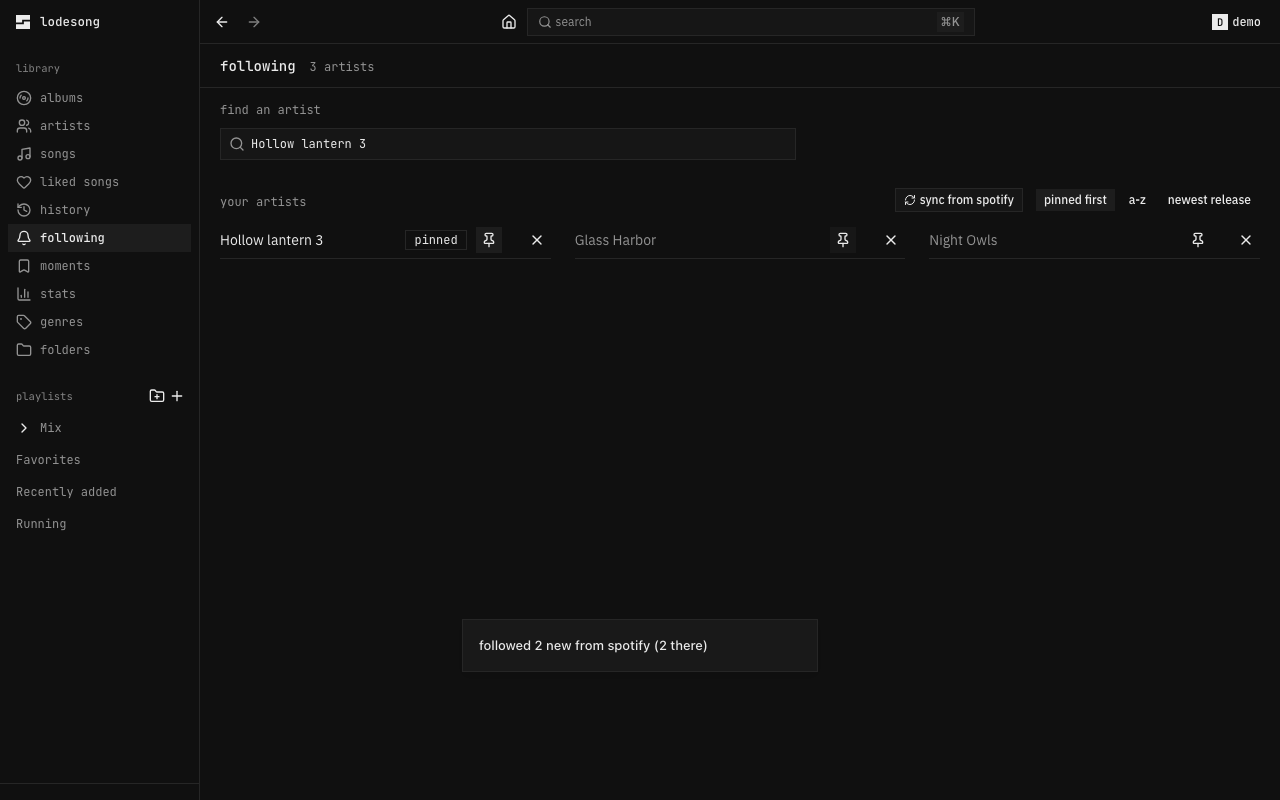 lodesong
search
⌘K
D
demo
library
albums
artists
songs
liked songs
history
following
moments
stats
genres
folders
playlists
Mix
Favorites
Recently added
Running
following
3 artists
find an artist
Hollow lantern 3
your artists
sync from spotify
pinned first
a-z
newest release
Hollow lantern 3
pinned
Glass Harbor
Night Owls
followed 2 new from spotify (2 there)